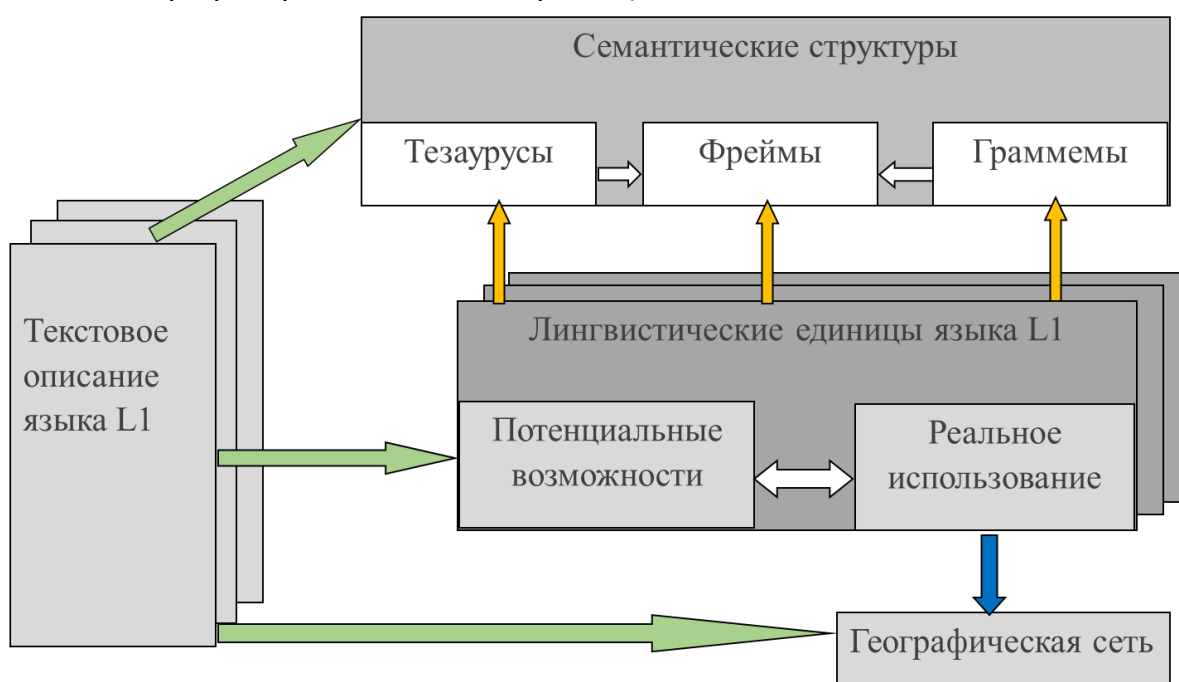 Семантические структуры
Тезаурусы
Фреймы
Граммемы
Текстовое
описание
языка L1
Лингвистические единицы языка L1
Потенциальные
возможности
Реальное
использование
Географическая сеть